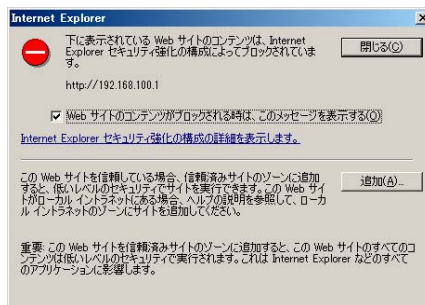 Internet Explorer
下に表示されている Web サイトのコンテンツは、Internet
Explorer セキュリティ強化の構成によってブロックされていま
す。
閉じる(C)
http://192.168.100.1
Web サイトのコンテンツがブロックされる時は、このメッセージを表示する(O)
Internet Explorer セキュリティ強化の構成の詳細を表示します。
この Web サイトを信頼している場合、信頼済みサイトのゾーンに追加
すると、低いレベルのセキュリティでサイトを実行できます。この Web サイ
トがローカル イントラネットにある場合、ヘルプの説明を参照して、ローカ
ル イントラネットのゾーンにサイトを追加してください。
追加(A)...
重要: この Web サイトを信頼済みサイトのゾーンに追加すると、この Web サイトのすべてのコ
ンテンツは低いレベルのセキュリティで実行されます。これは Internet Explorer などのすべて
のアプリケーションに影響します。